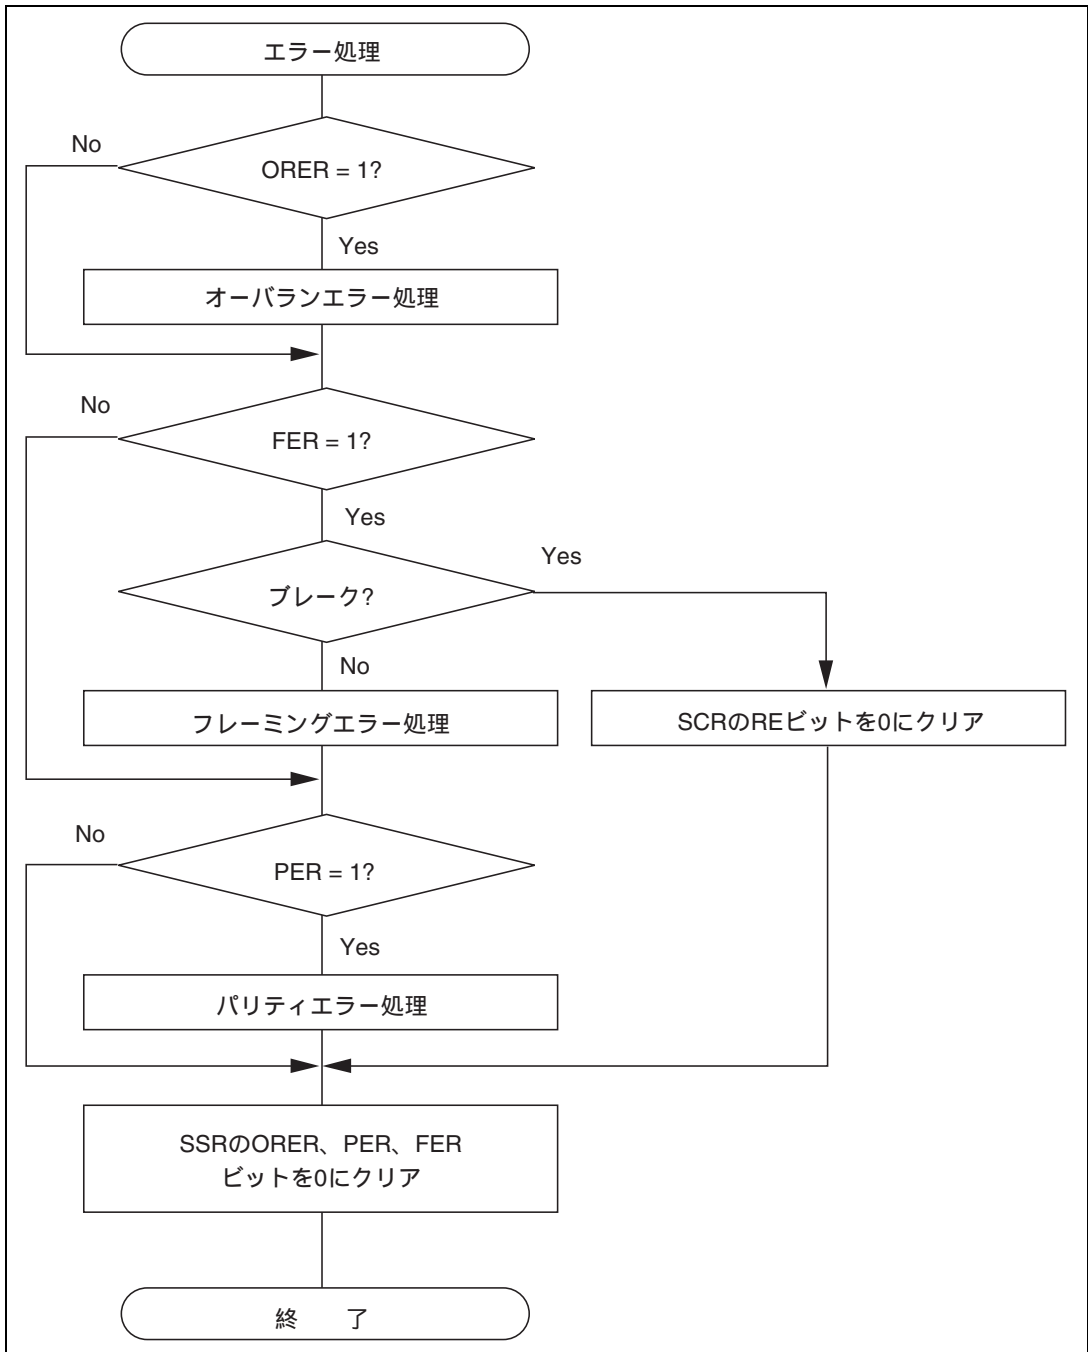 エラー処理
No
ORER = 1?
Yes
オーバランエラー処理
No
FER = 1?
Yes
Yes
ブレーク?
No
フレーミングエラー処理
SCRのREビットを0にクリア
No
PER = 1?
Yes
パリティエラー処理
SSRのORER、PER、FER
ビットを0にクリア
終　了